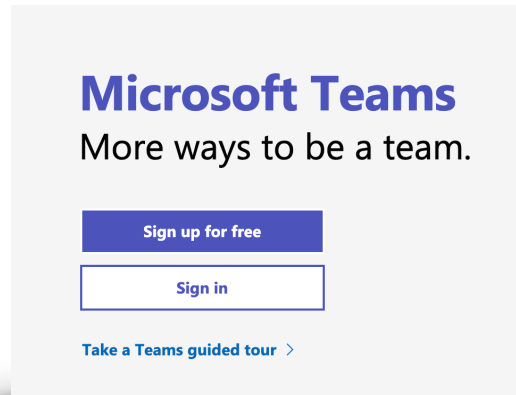 Microsoft Teams
More ways to be a team.
Sign up for free
Sign in
Take a Teams guided tour